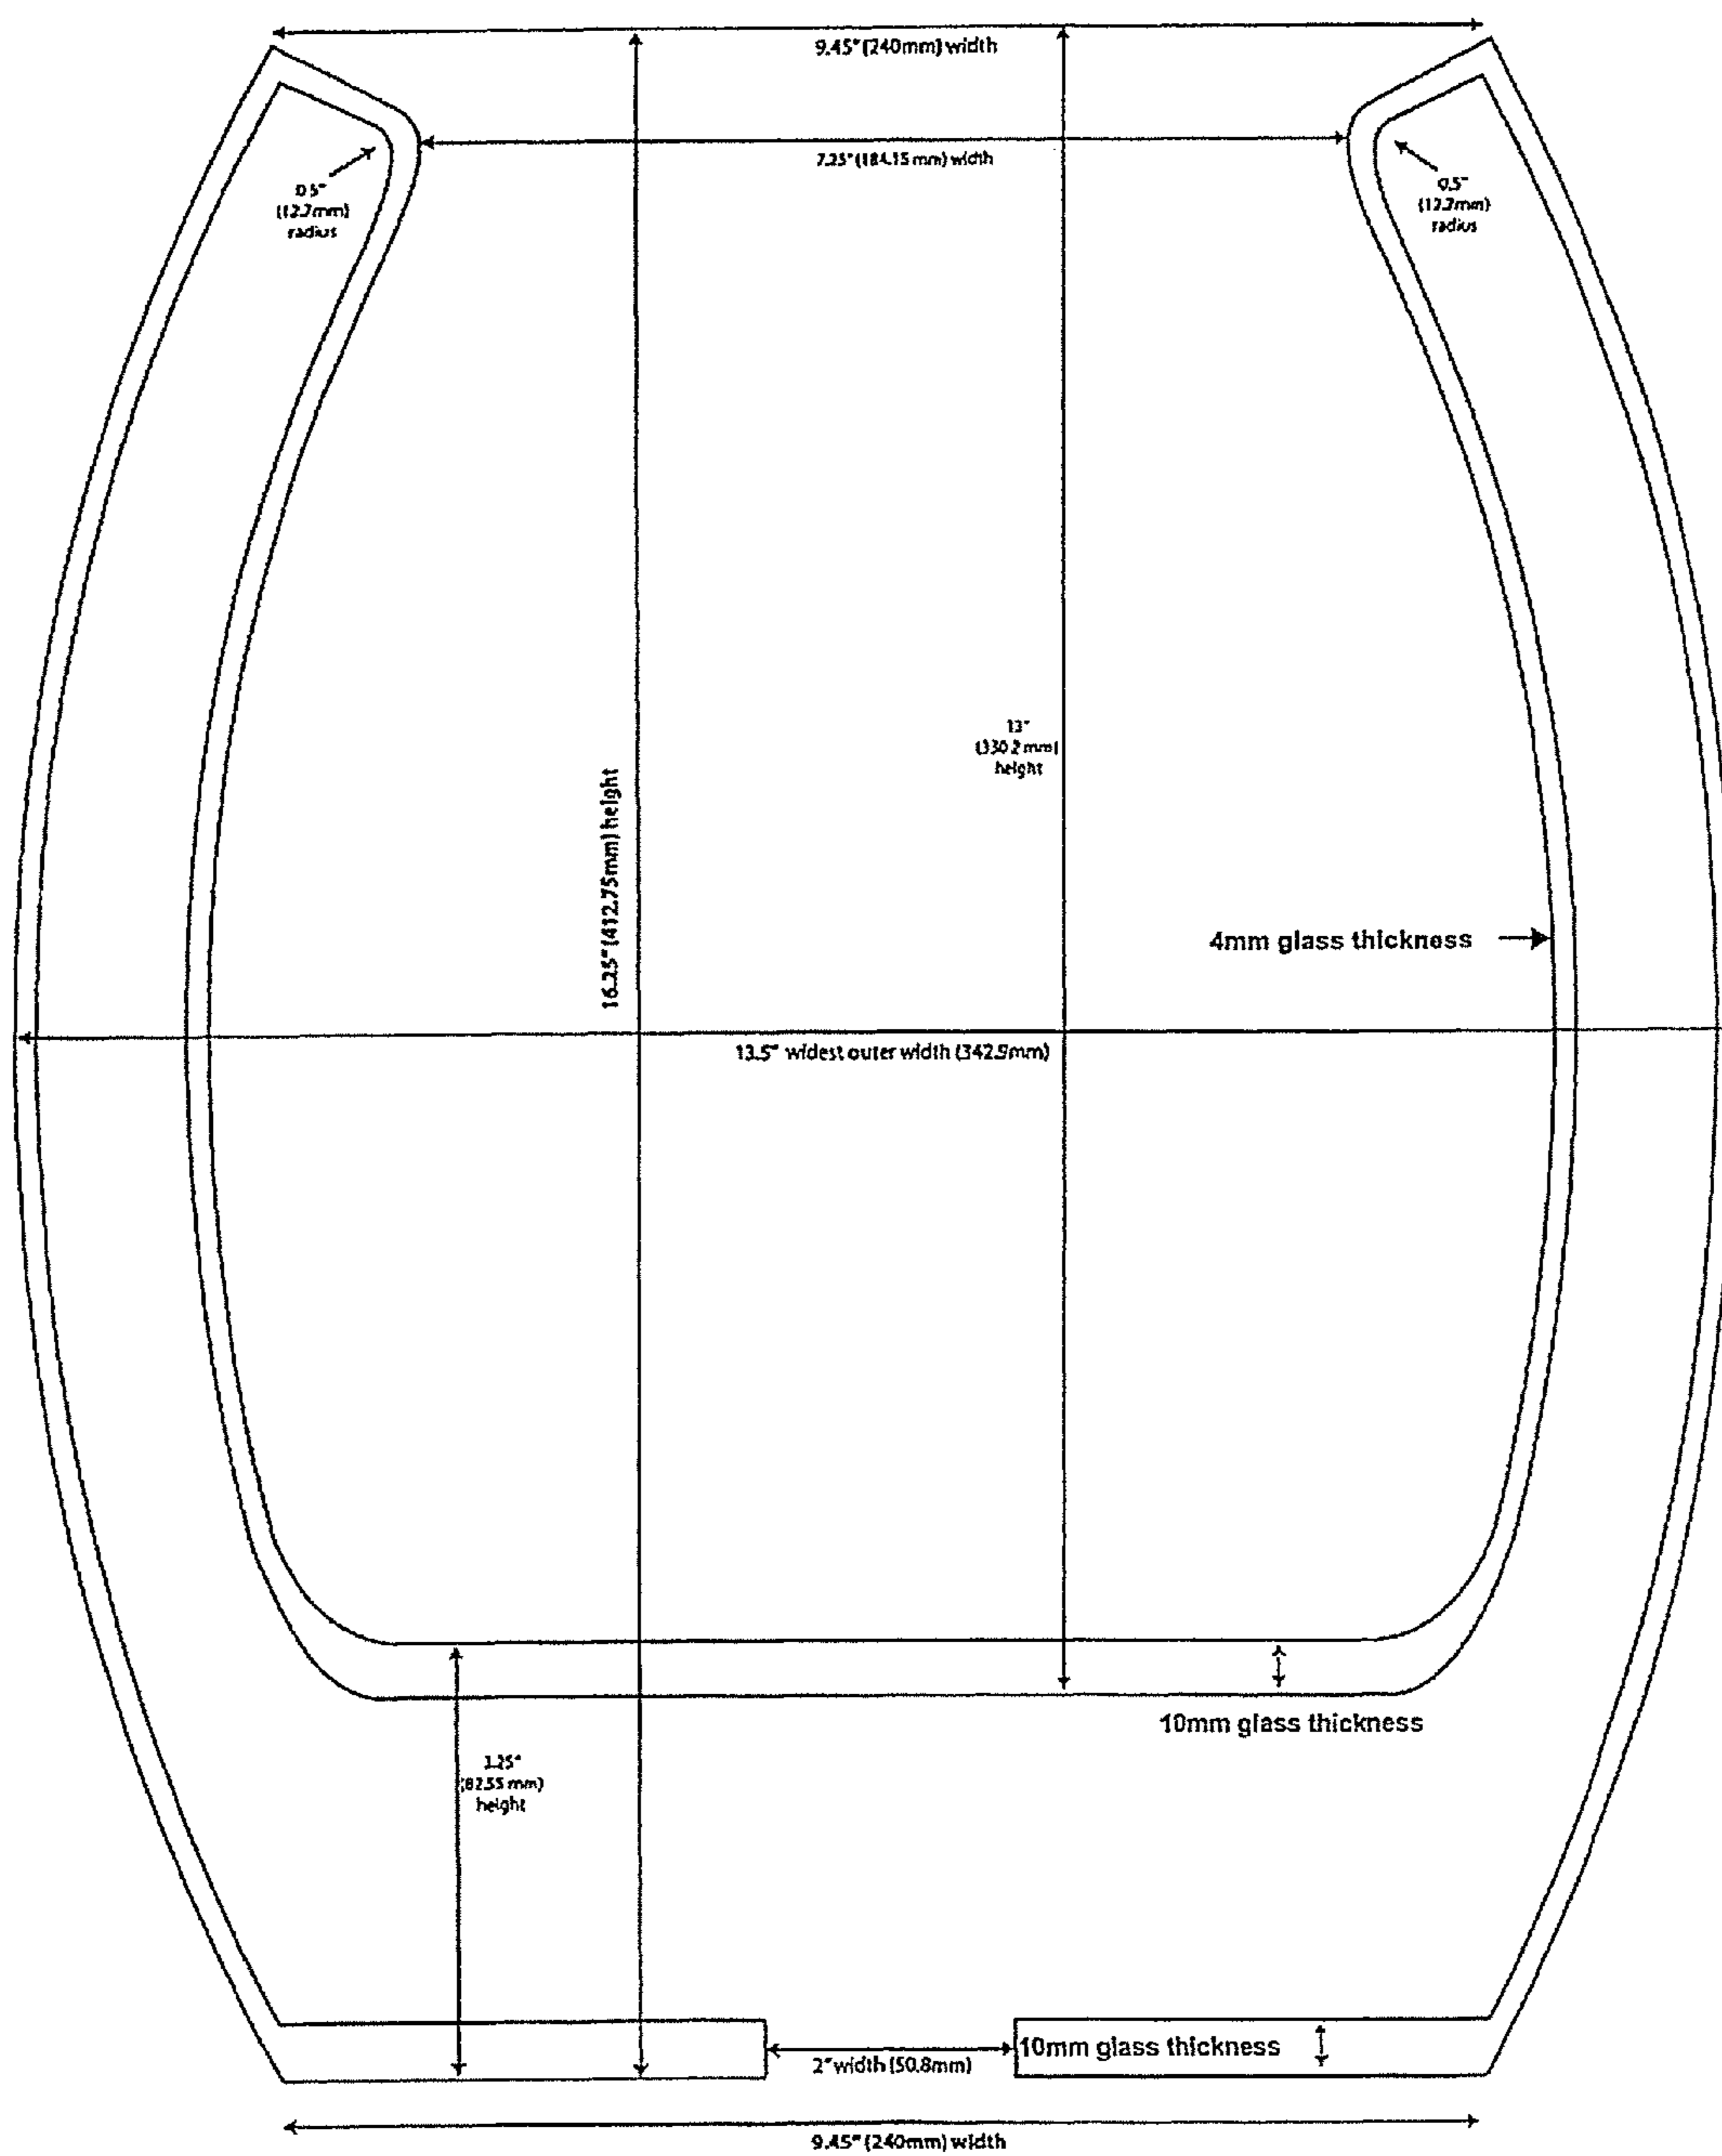 9.45" (240mm) width
7.25" (184.15 mm) width
0.5"
(12.7mm)
radius
0.5"
(12.7mm)
radius
13"
(330.2 mm)
height
16.25" (412.75mm) height
4mm glass thickness
13.5" widest outer width (342.9mm)
10mm glass thickness
3.25"
(82.55 mm)
height
10mm glass thickness
2" width (50.8mm)
9.45" (240mm) width